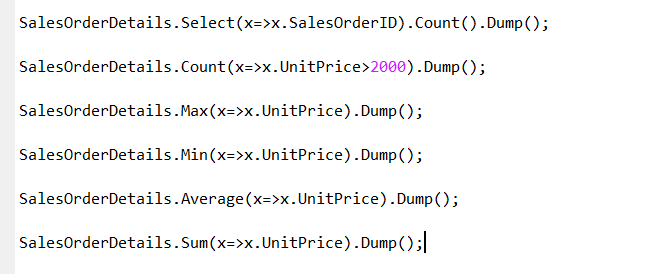 SalesOrderDetails.Select(x=>x.SalesOrderID).Count().Dump();
SalesOrderDetails.Count(x=>x.UnitPrice>2000).Dump();
SalesOrderDetails.Max(x=>x.UnitPrice).Dump();
SalesOrderDetails.Min(x=>x.UnitPrice).Dump();
SalesOrderDetails.Average(x=>x.UnitPrice).Dump();
SalesOrderDetails.Sum(x=>x.UnitPrice).Dump();